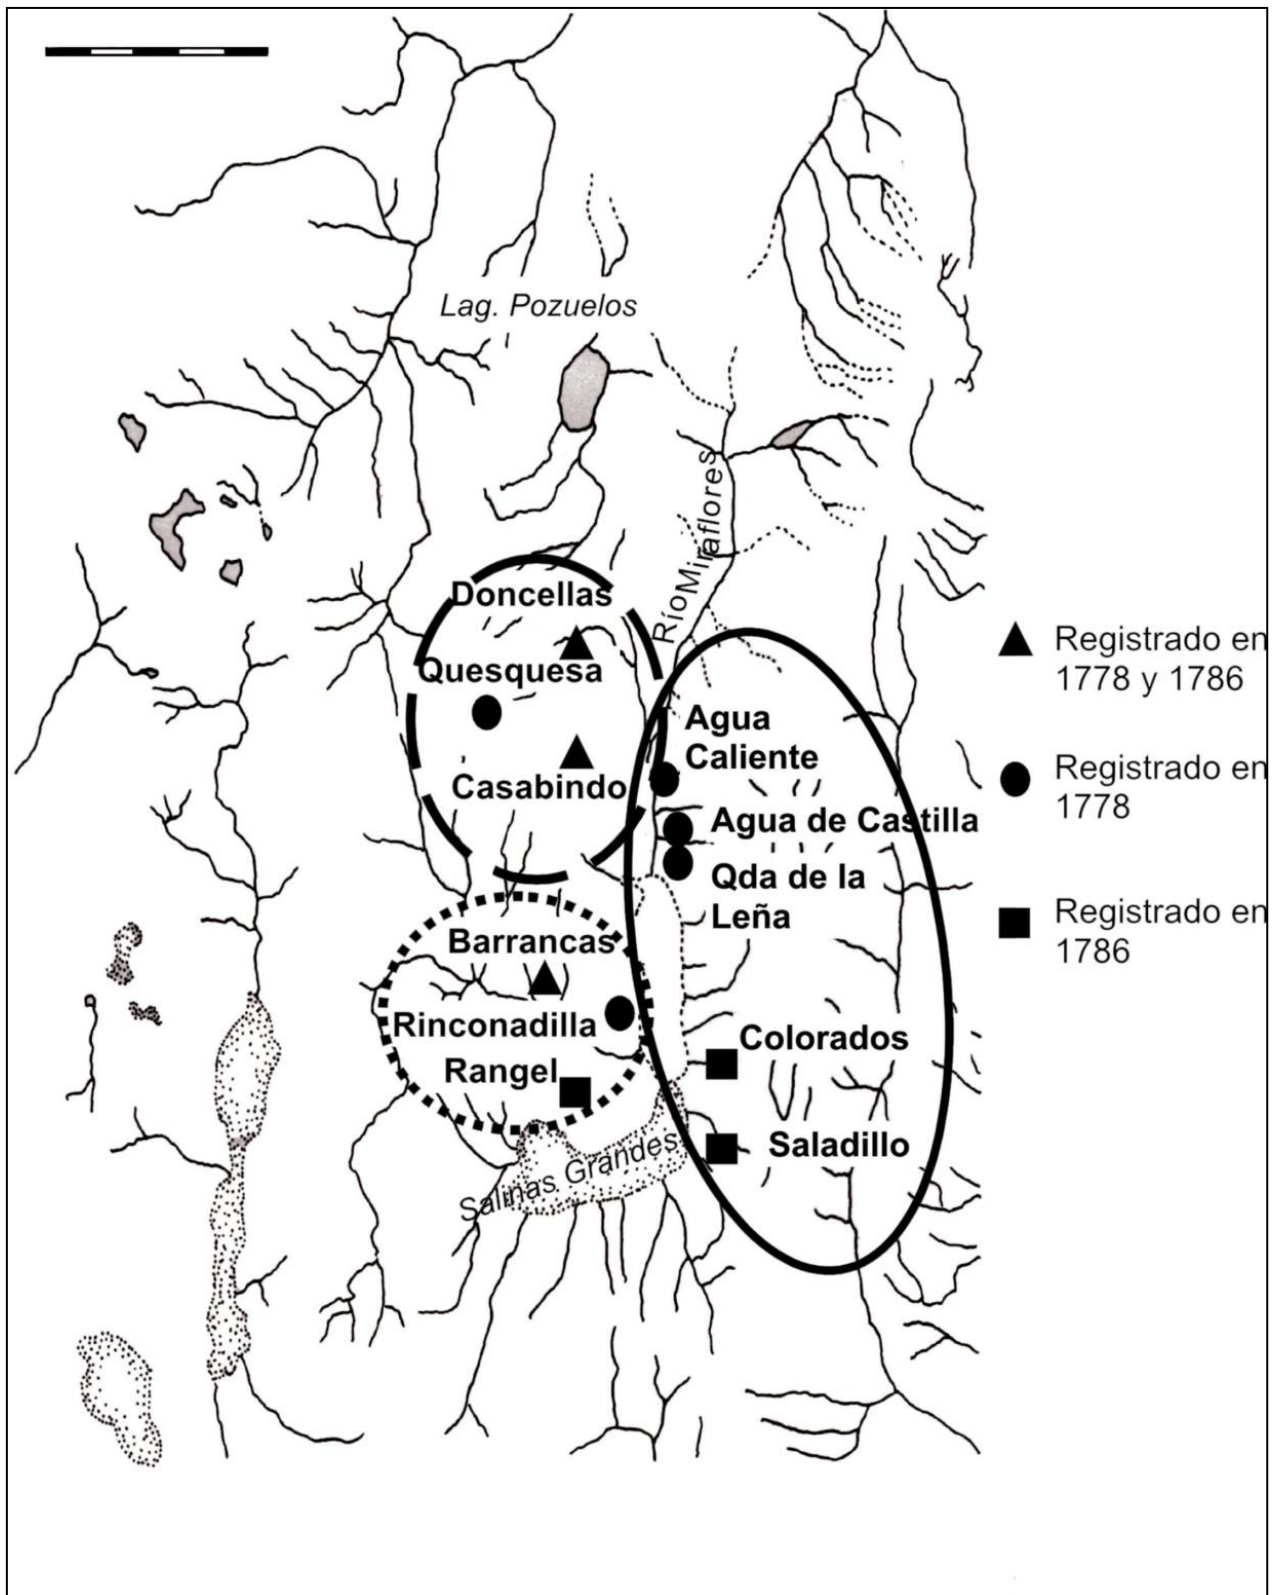 Lag. Pozuelos
Río Miraflores
Doncellas
Quesquesa
Casabindo
Agua
Caliente
Agua de Castilla
Qda de la
Leña
Barrancas
Rinconadilla
Rangel
Colorados
Saladillo
Salinas Grandes
Registrado en
1778 y 1786
Registrado en
1778
Registrado en
1786